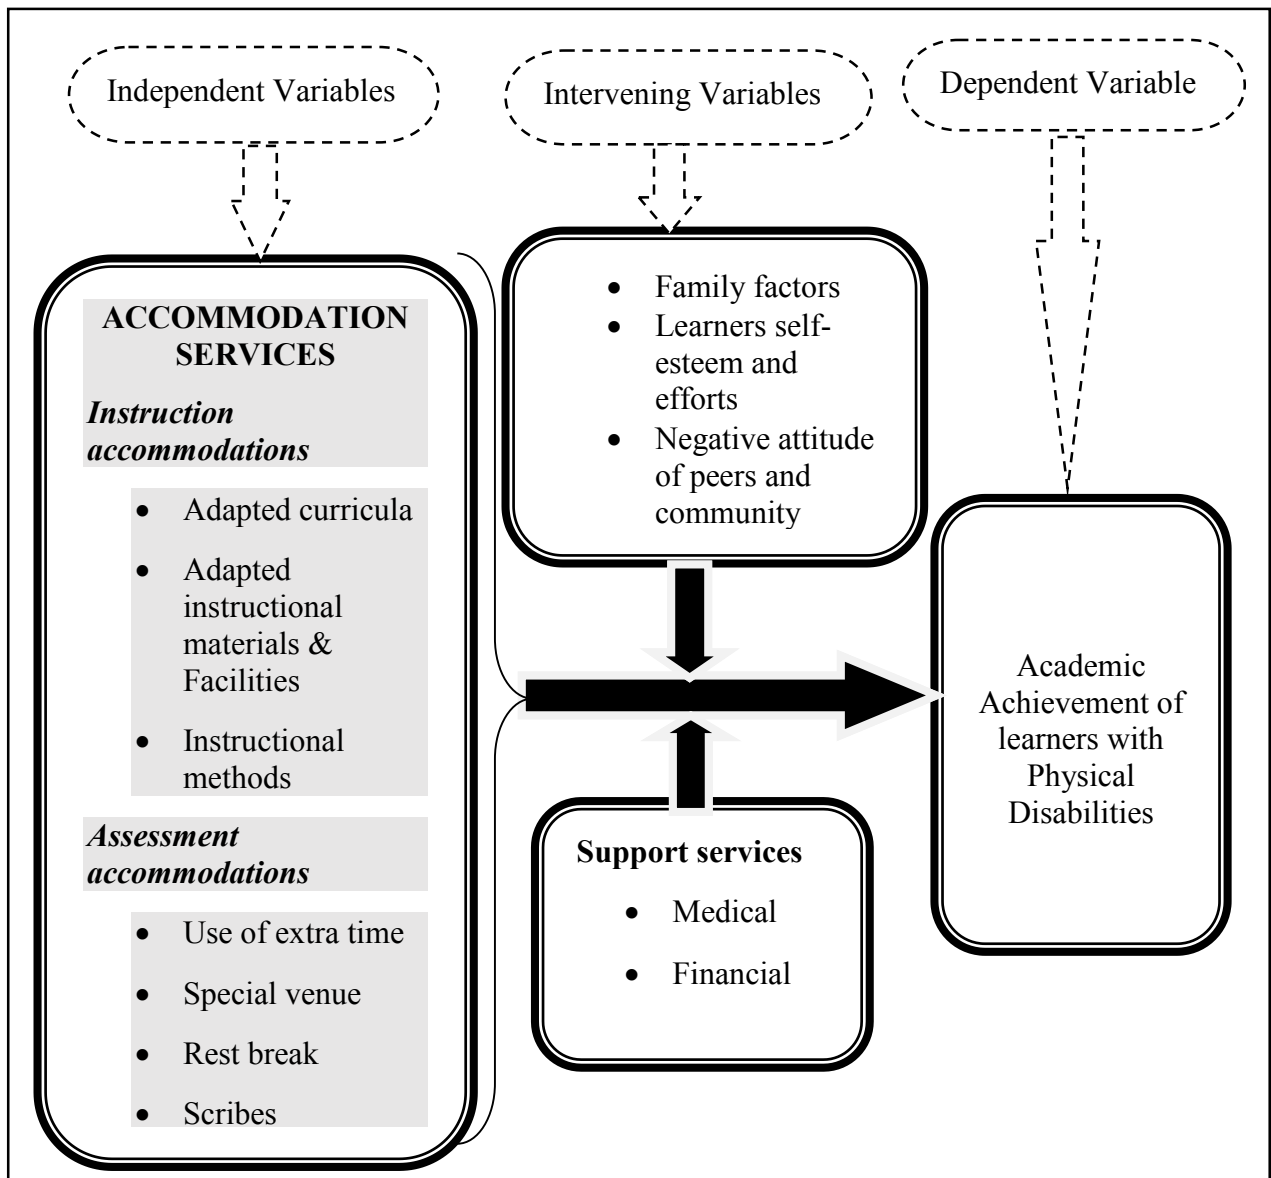 Independent Variables
Intervening Variables
Dependent Variable
ACCOMMODATION
SERVICES
Instruction
accommodations
• Adapted curricula
• Adapted
instructional
materials &
Facilities
• Instructional
methods
Assessment
accommodations
• Use of extra time
• Special venue
• Rest break
• Scribes
• Family factors
• Learners self-
esteem and
efforts
• Negative attitude
of peers and
community
Support services
• Medical
• Financial
Academic
Achievement of
learners with
Physical
Disabilities